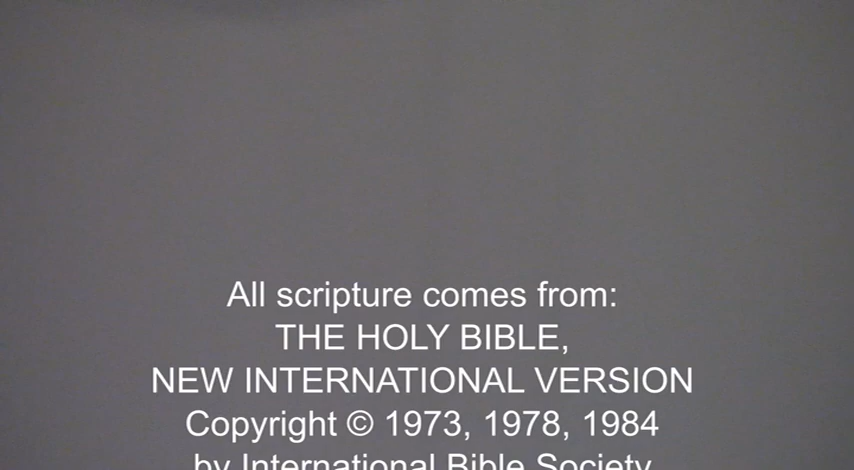 All scripture comes from:
THE HOLY BIBLE,
NEW INTERNATIONAL VERSION
Copyright © 1973, 1978, 1984
by International Bible Society